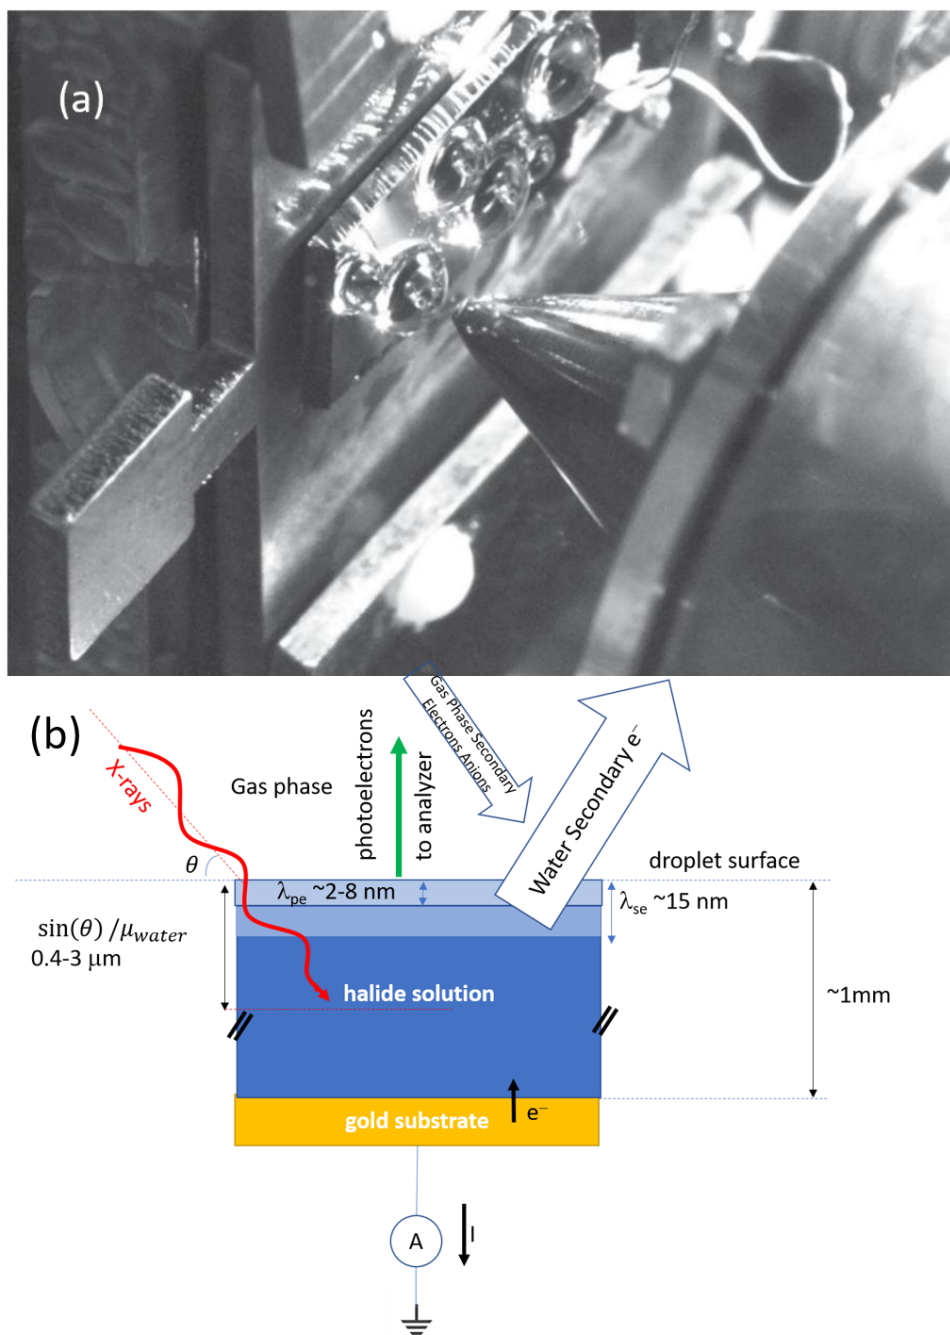 (a)
(b)
X-rays
θ
Gas phase
photoelectrons
to analyzer
Gas Phase Secondary
Electrons Anions
Water Secondary e⁻
droplet surface
λpe ~2-8 nm
λse ~15 nm
sin(θ) /μwater
0.4-3 μm
halide solution
~1mm
e⁻
gold substrate
A
I